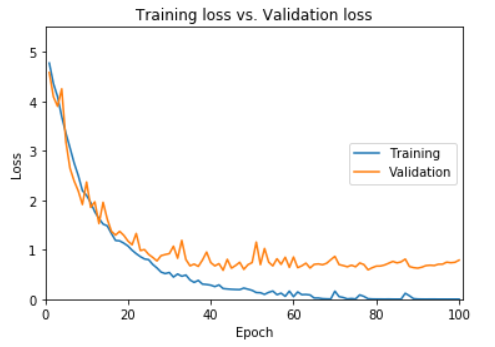 Training loss vs. Validation loss
5
4
3
2
1
0
Loss
Training
Validation
0 20 40 60 80 100
Epoch